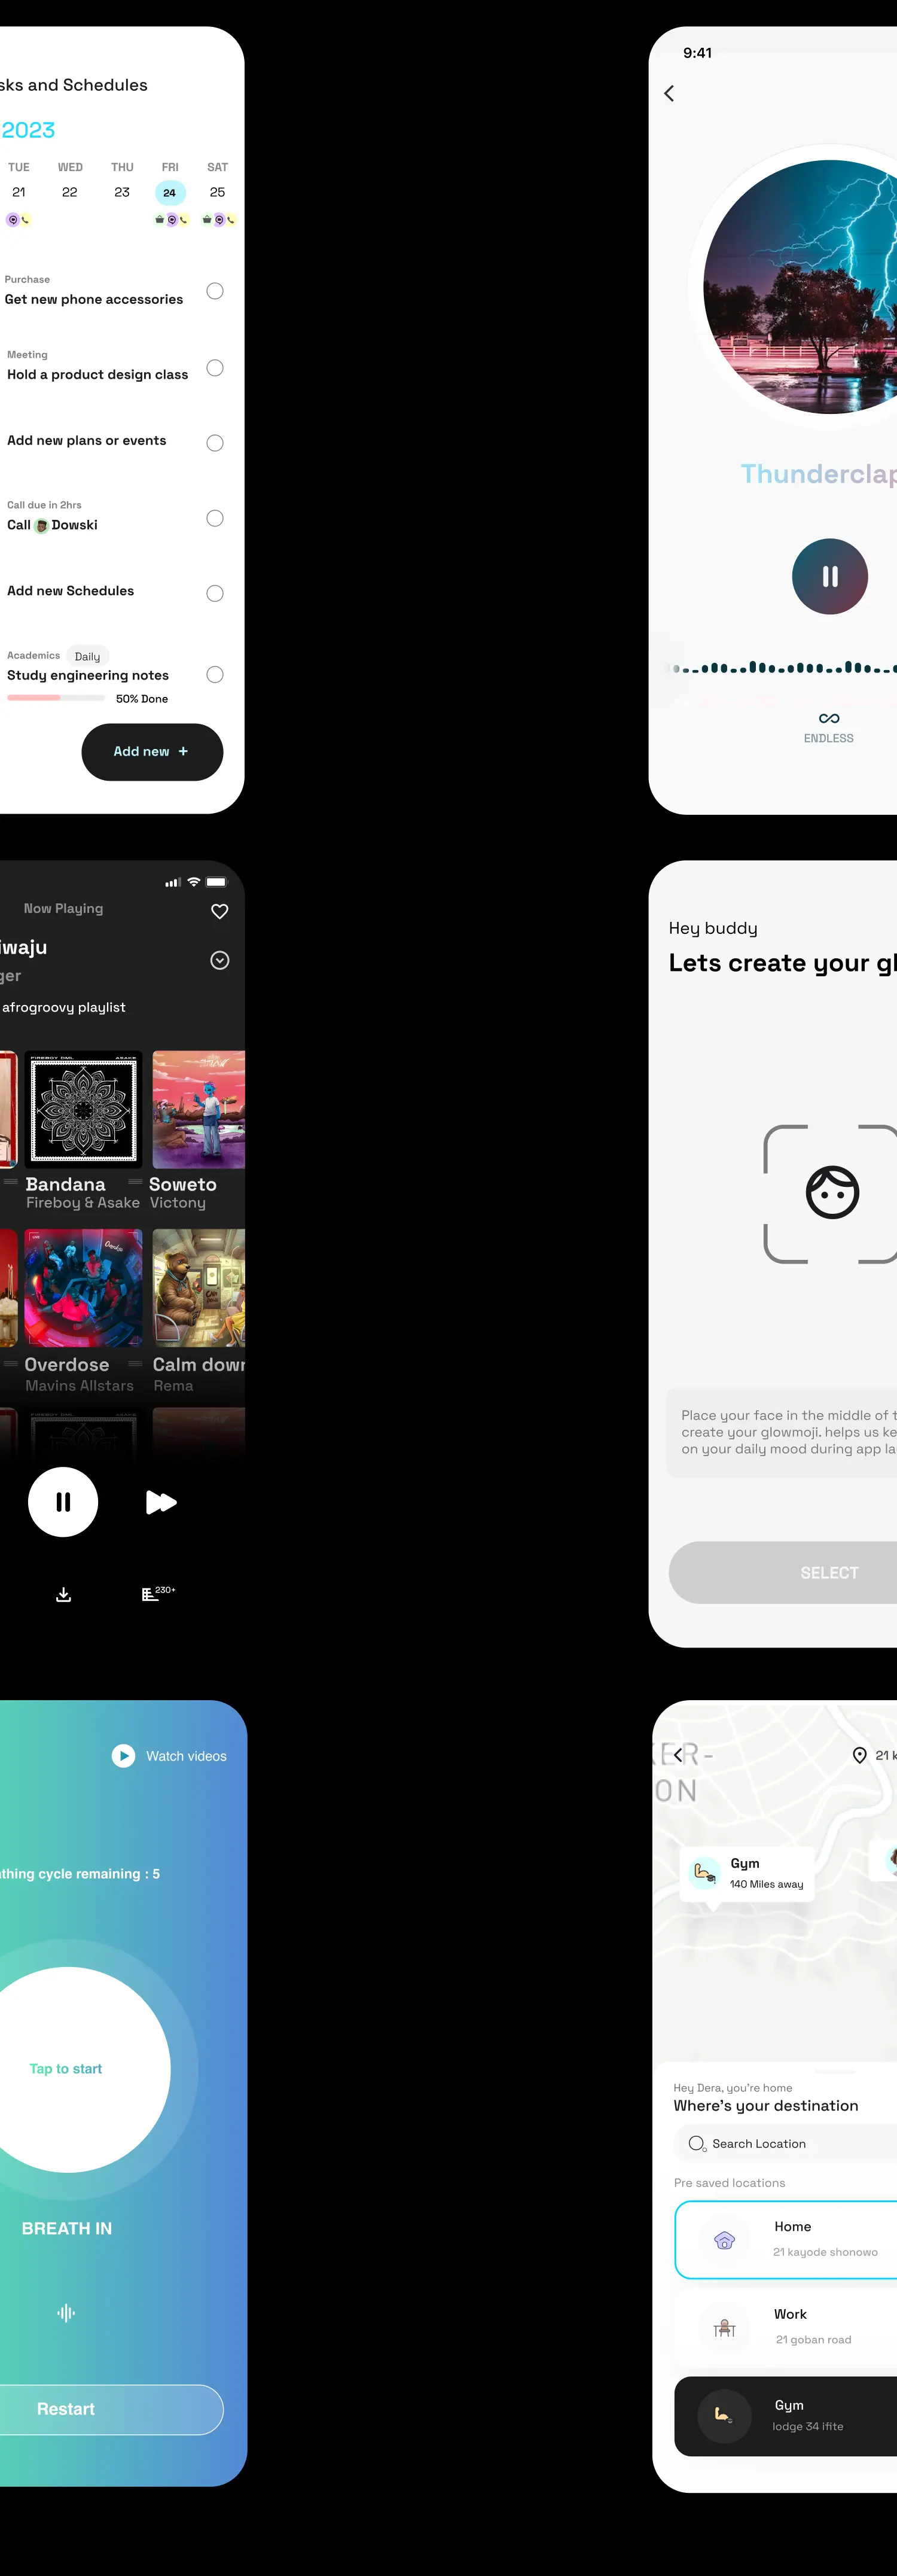 sks and Schedules
2023
TUE WED THU FRI SAT
21 22 23 24 25
Purchase
Get new phone accessories
Meeting
Hold a product design class
Add new plans or events
Call due in 2hrs
Call Dowski
Add new Schedules
Academics Daily
Study engineering notes
50% Done
Add new +
9:41
Thunderclap
ENDLESS
Now Playing
iwaju
ger
afrogroovy playlist
FIREBOY DML ASAKE
Bandana Soweto
Fireboy & Asake Victony
Overdose Calm down
Mavins Allstars Rema
230+
Hey buddy
Lets create your gl
Place your face in the middle of t
create your glowmoji. helps us ke
on your daily mood during app la
SELECT
Watch videos
thing cycle remaining : 5
Tap to start
BREATH IN
Restart
KER-
ON
21 k
Gym
140 Miles away
Hey Dera, you're home
Where's your destination
Search Location
Pre saved locations
Home
21 kayode shonowo
Work
21 goban road
Gym
lodge 34 ifite